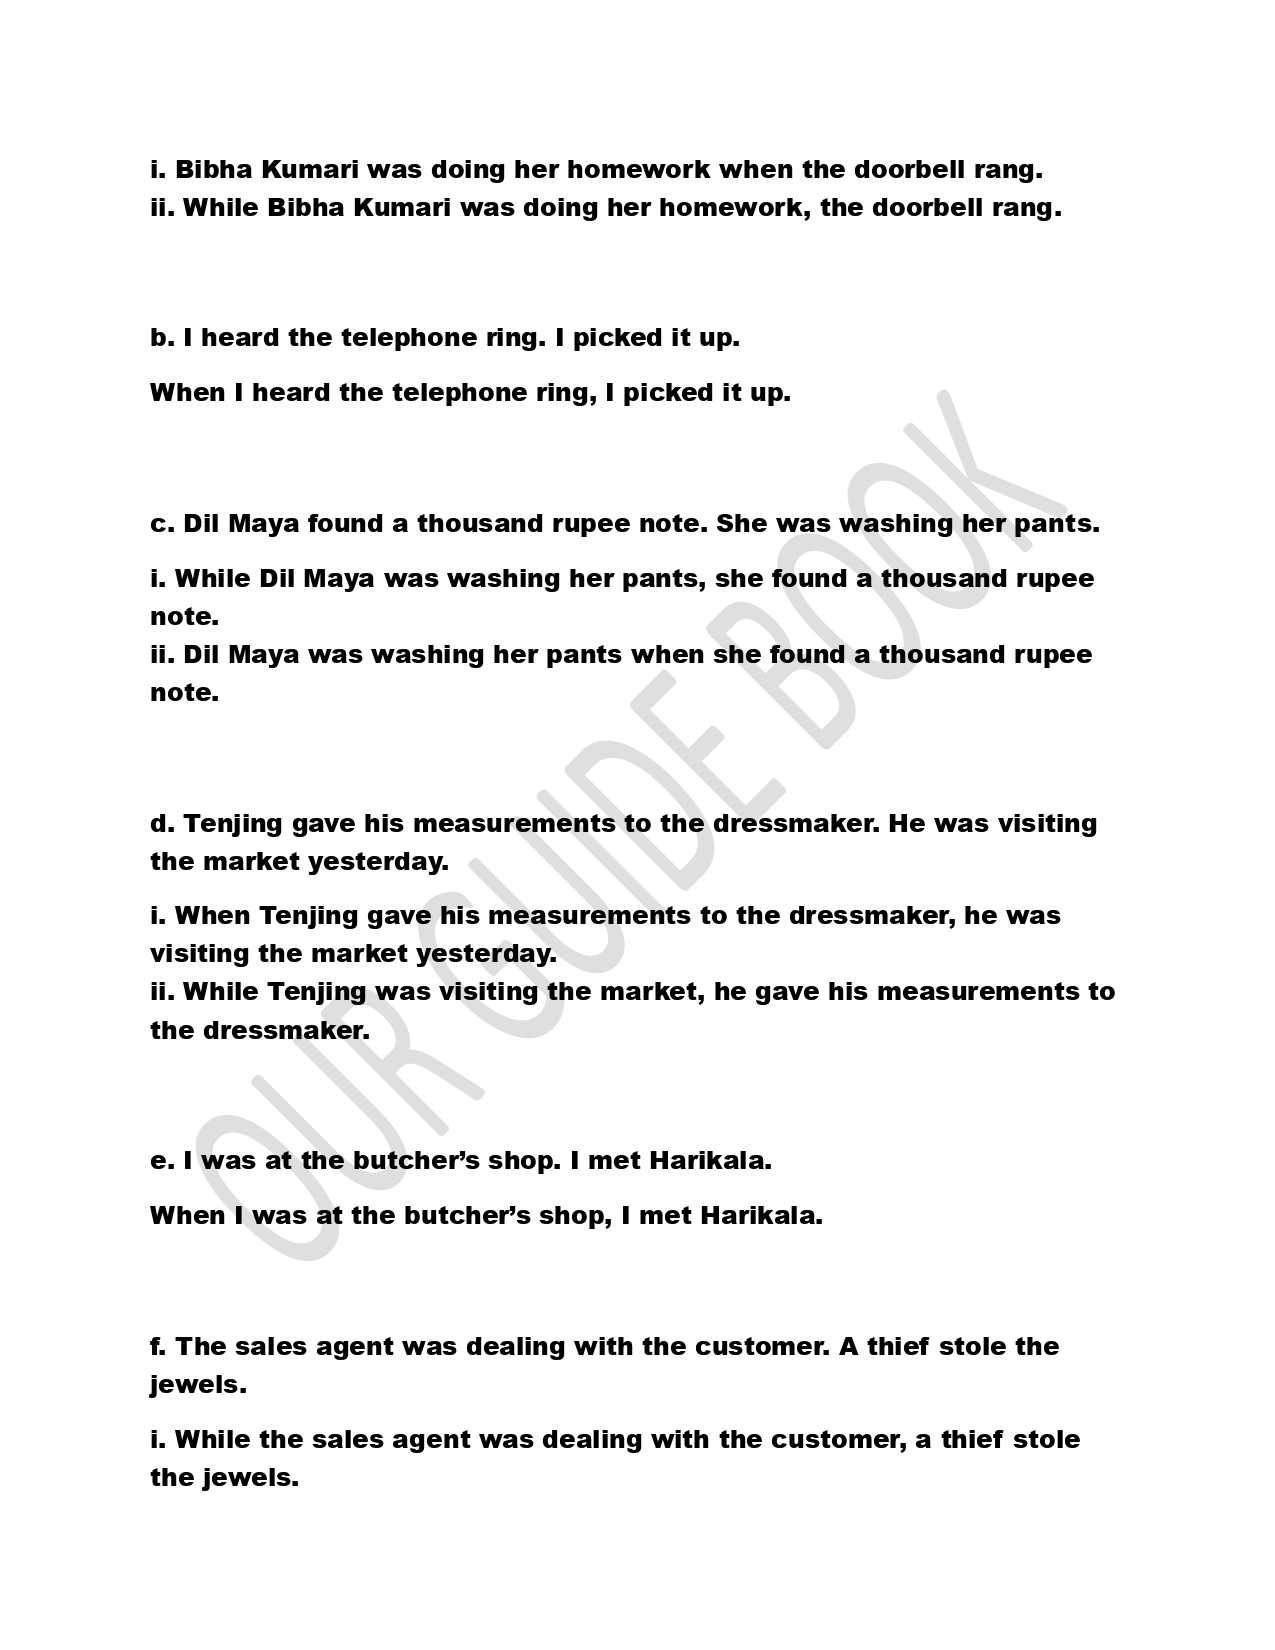 i. Bibha Kumari was doing her homework when the doorbell rang.
ii. While Bibha Kumari was doing her homework, the doorbell rang.
b. I heard the telephone ring. I picked it up.
When I heard the telephone ring, I picked it up.
c. Dil Maya found a thousand rupee note. She was washing her pants.
i. While Dil Maya was washing her pants, she found a thousand rupee
note.
ii. Dil Maya was washing her pants when she found a thousand rupee
note.
d. Tenjing gave his measurements to the dressmaker. He was visiting
the market yesterday.
i. When Tenjing gave his measurements to the dressmaker, he was
visiting the market yesterday.
ii. While Tenjing was visiting the market, he gave his measurements to
the dressmaker.
e. I was at the butcher’s shop. I met Harikala.
When I was at the butcher’s shop, I met Harikala.
f. The sales agent was dealing with the customer. A thief stole the
jewels.
i. While the sales agent was dealing with the customer, a thief stole
the jewels.
OUR GUIDE BOOK